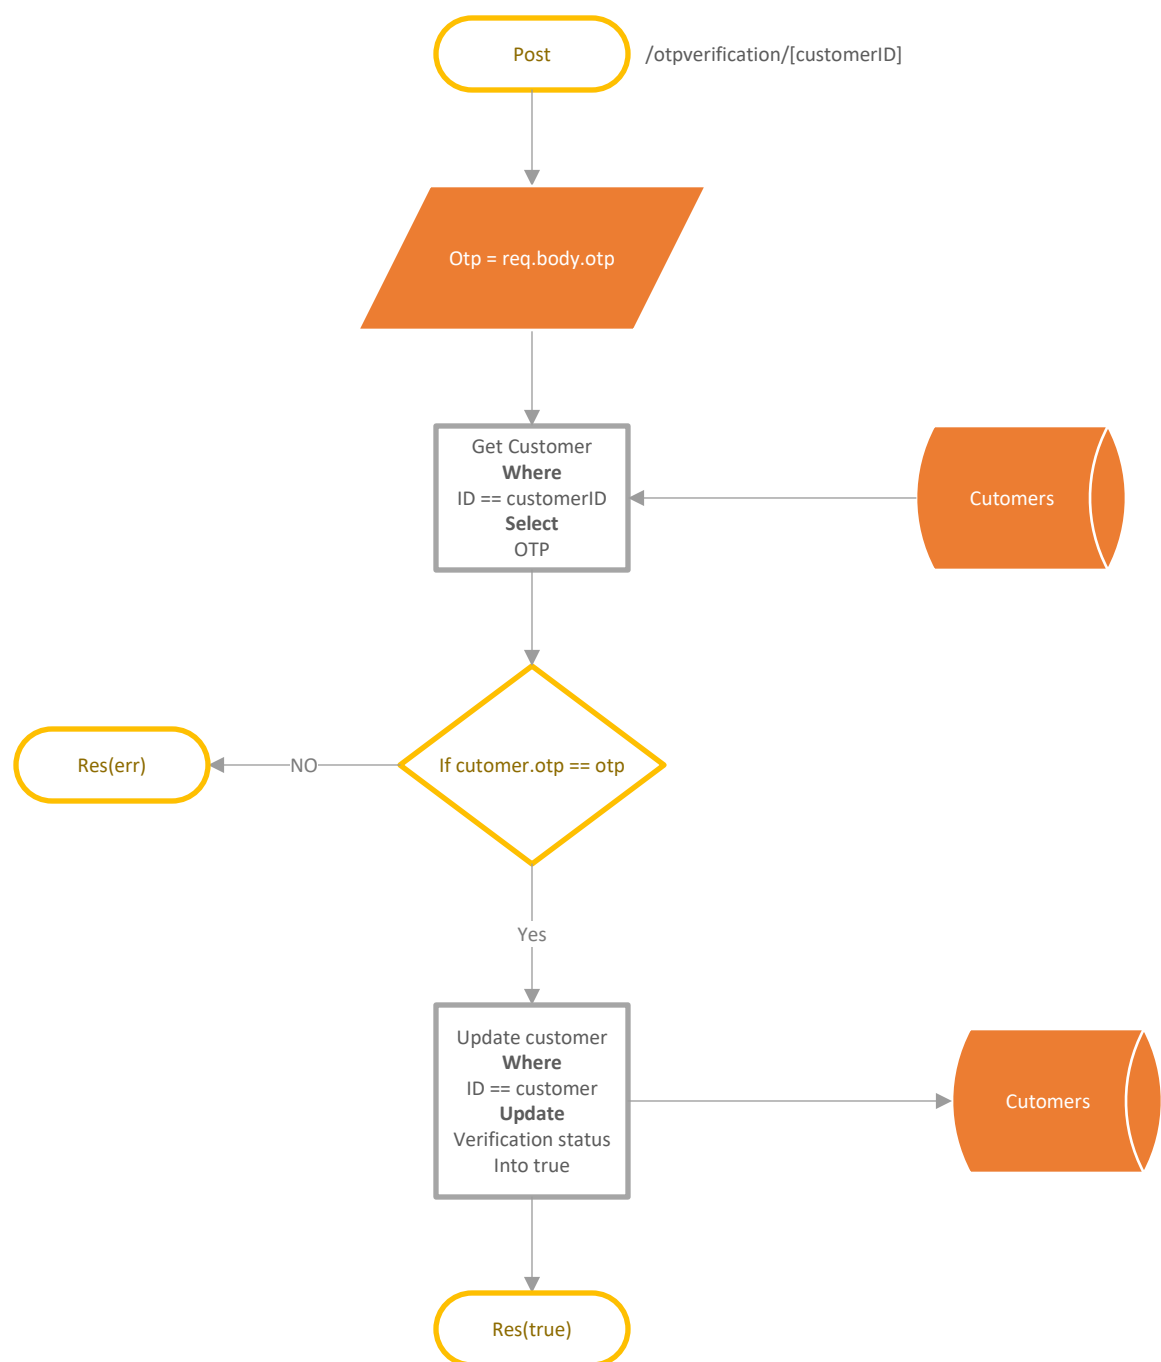 Post
/otpverification/[customerID]
Otp = req.body.otp
Get Customer
Where
ID == customerID
Select
OTP
Cutomers
If cutomer.otp == otp
NO
Res(err)
Yes
Update customer
Where
ID == customer
Update
Verification status
Into true
Cutomers
Res(true)